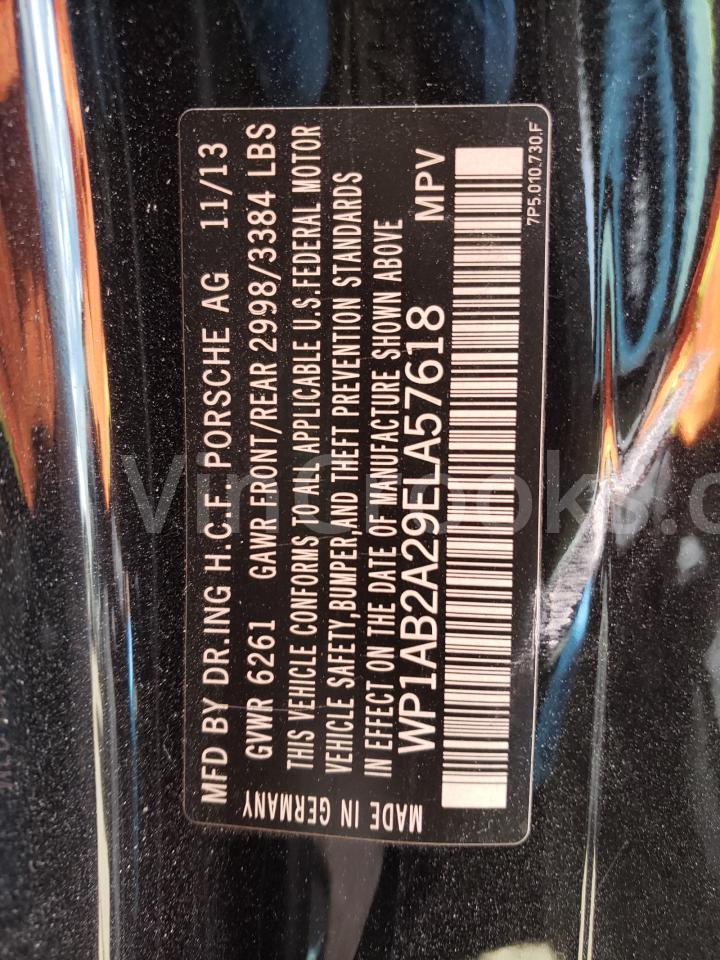 MFD BY DR.ING H.C.F. PORSCHE AG 11/13
GVWR 6261 GAWR FRONT/REAR 2998/3384 LBS
THIS VEHICLE CONFORMS TO ALL APPLICABLE U.S.FEDERAL MOTOR
VEHICLE SAFETY,BUMPER,AND THEFT PREVENTION STANDARDS
IN EFFECT ON THE DATE OF MANUFACTURE SHOWN ABOVE
WP1AB2A29ELA57618 MPV
7P5.010.730.F
MADE IN GERMANY